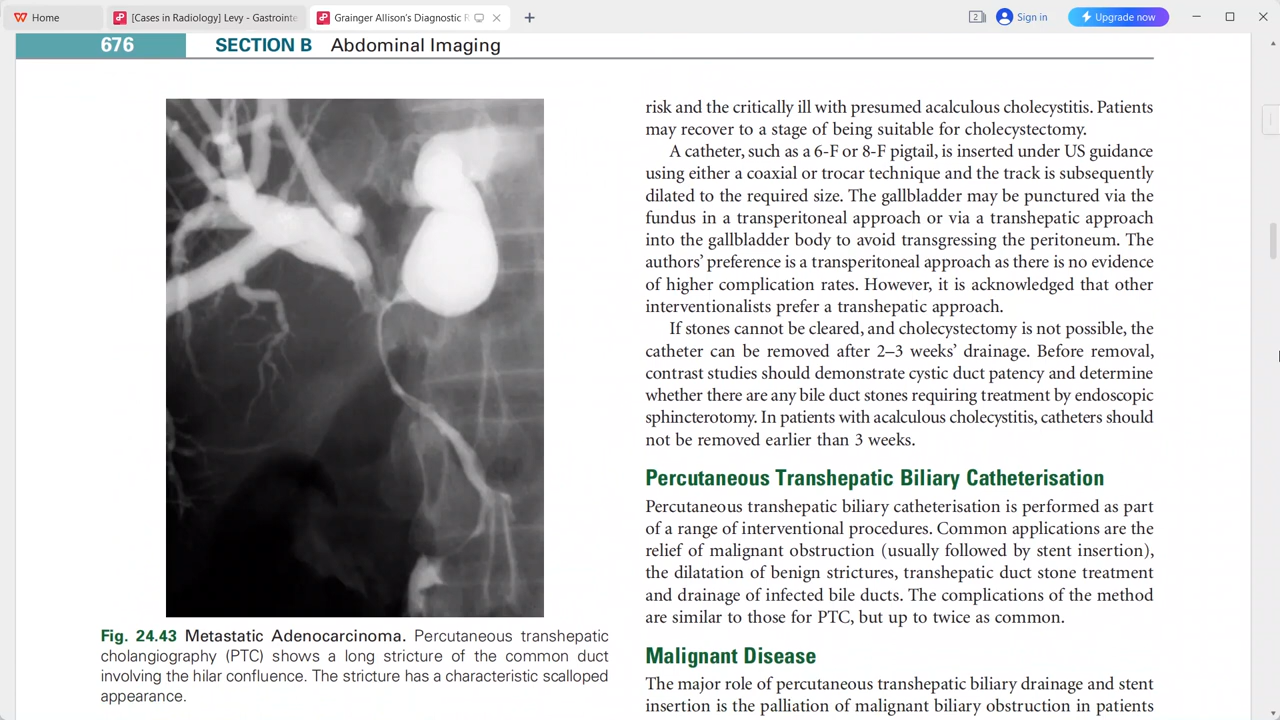 Home
[Cases in Radiology] Levy - Gastrointe
Grainger Allison's Diagnostic R
2
Sign in
Upgrade now
676 SECTION B Abdominal Imaging
Fig. 24.43 Metastatic Adenocarcinoma. Percutaneous transhepatic
cholangiography (PTC) shows a long stricture of the common duct
involving the hilar confluence. The stricture has a characteristic scalloped
appearance.
risk and the critically ill with presumed acalculous cholecystitis. Patients
may recover to a stage of being suitable for cholecystectomy.
A catheter, such as a 6-F or 8-F pigtail, is inserted under US guidance
using either a coaxial or trocar technique and the track is subsequently
dilated to the required size. The gallbladder may be punctured via the
fundus in a transperitoneal approach or via a transhepatic approach
into the gallbladder body to avoid transgressing the peritoneum. The
authors' preference is a transperitoneal approach as there is no evidence
of higher complication rates. However, it is acknowledged that other
interventionalists prefer a transhepatic approach.
If stones cannot be cleared, and cholecystectomy is not possible, the
catheter can be removed after 2–3 weeks' drainage. Before removal,
contrast studies should demonstrate cystic duct patency and determine
whether there are any bile duct stones requiring treatment by endoscopic
sphincterotomy. In patients with acalculous cholecystitis, catheters should
not be removed earlier than 3 weeks.
Percutaneous Transhepatic Biliary Catheterisation
Percutaneous transhepatic biliary catheterisation is performed as part
of a range of interventional procedures. Common applications are the
relief of malignant obstruction (usually followed by stent insertion),
the dilatation of benign strictures, transhepatic duct stone treatment
and drainage of infected bile ducts. The complications of the method
are similar to those for PTC, but up to twice as common.
Malignant Disease
The major role of percutaneous transhepatic biliary drainage and stent
insertion is the palliation of malignant biliary obstruction in patients